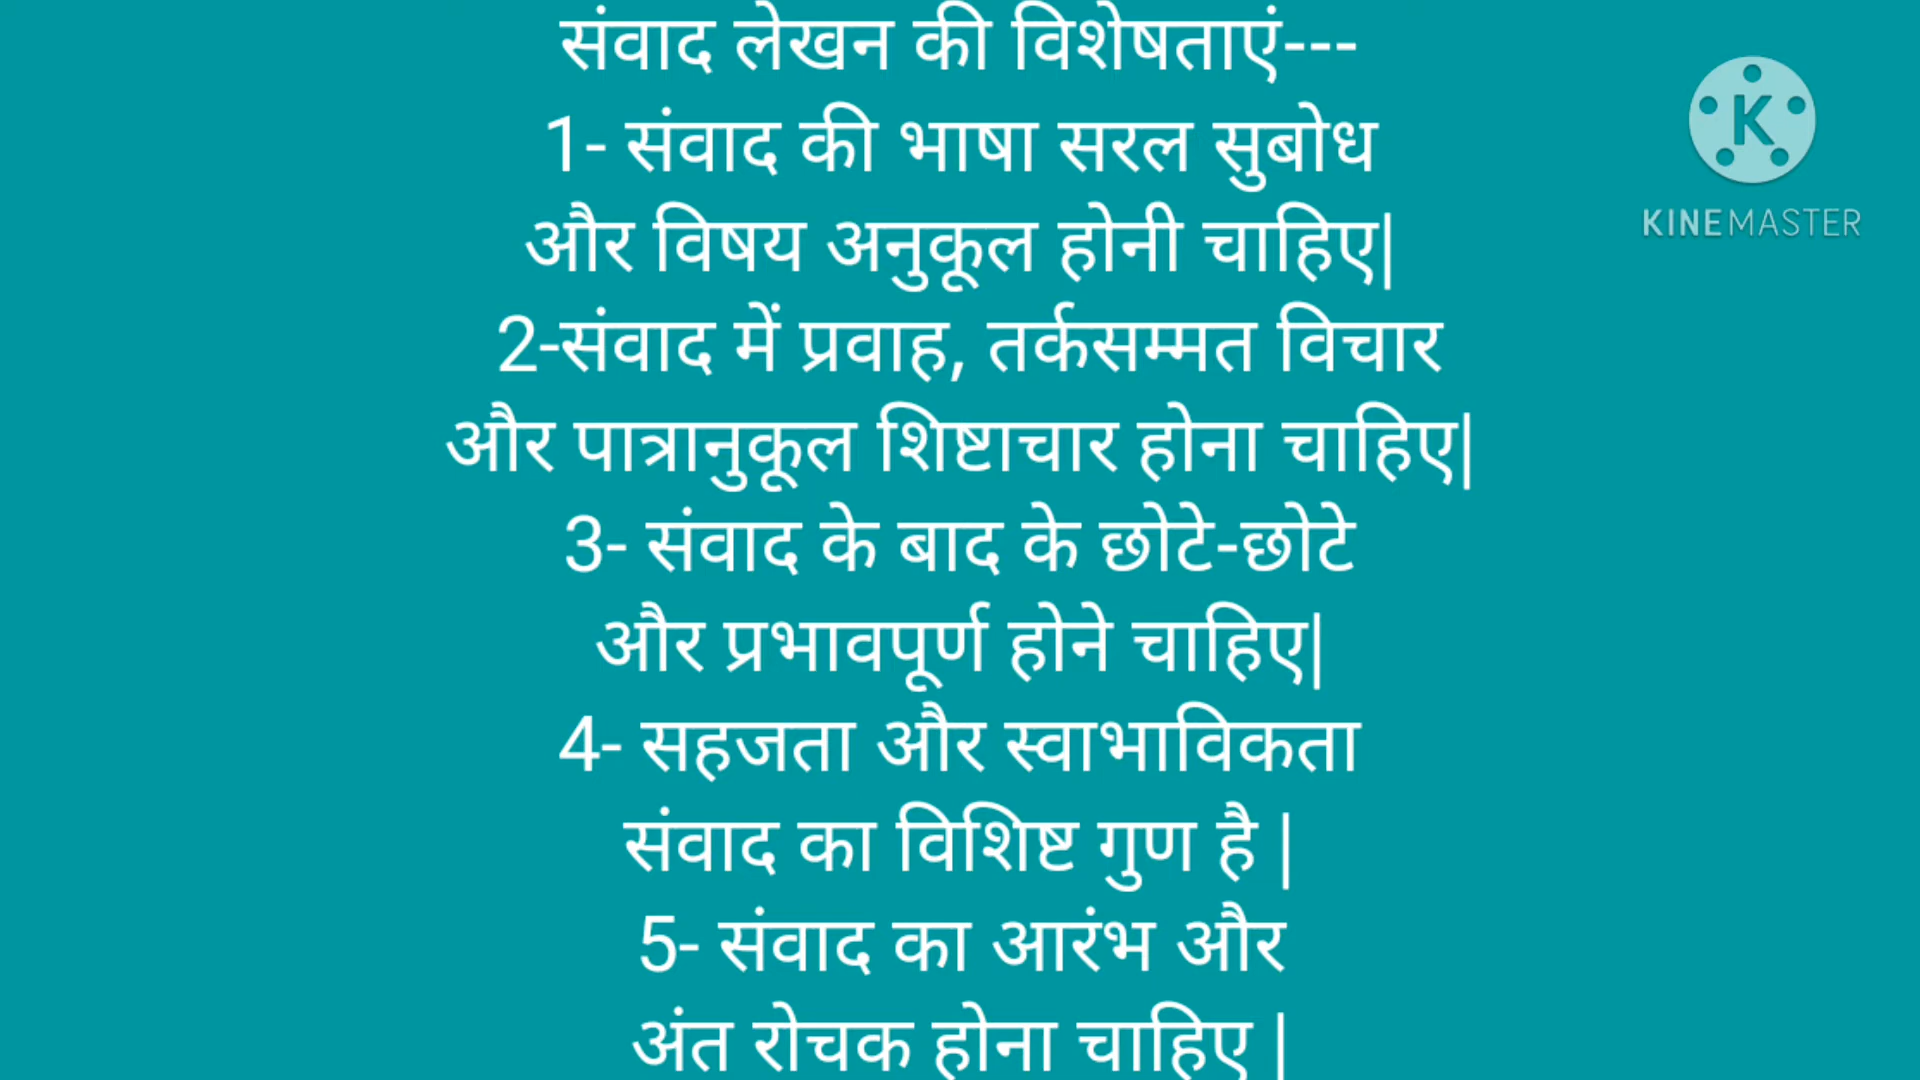 संवाद लेखन की विशेषताएं---
1- संवाद की भाषा सरल सुबोध
और विषय अनुकूल होनी चाहिए|
2-संवाद में प्रवाह, तर्कसम्मत विचार
और पात्रानुकूल शिष्टाचार होना चाहिए|
3- संवाद के बाद के छोटे-छोटे
और प्रभावपूर्ण होने चाहिए|
4- सहजता और स्वाभाविकता
संवाद का विशिष्ट गुण है |
5- संवाद का आरंभ और
अंत रोचक होना चाहिए |
K
KINEMASTER